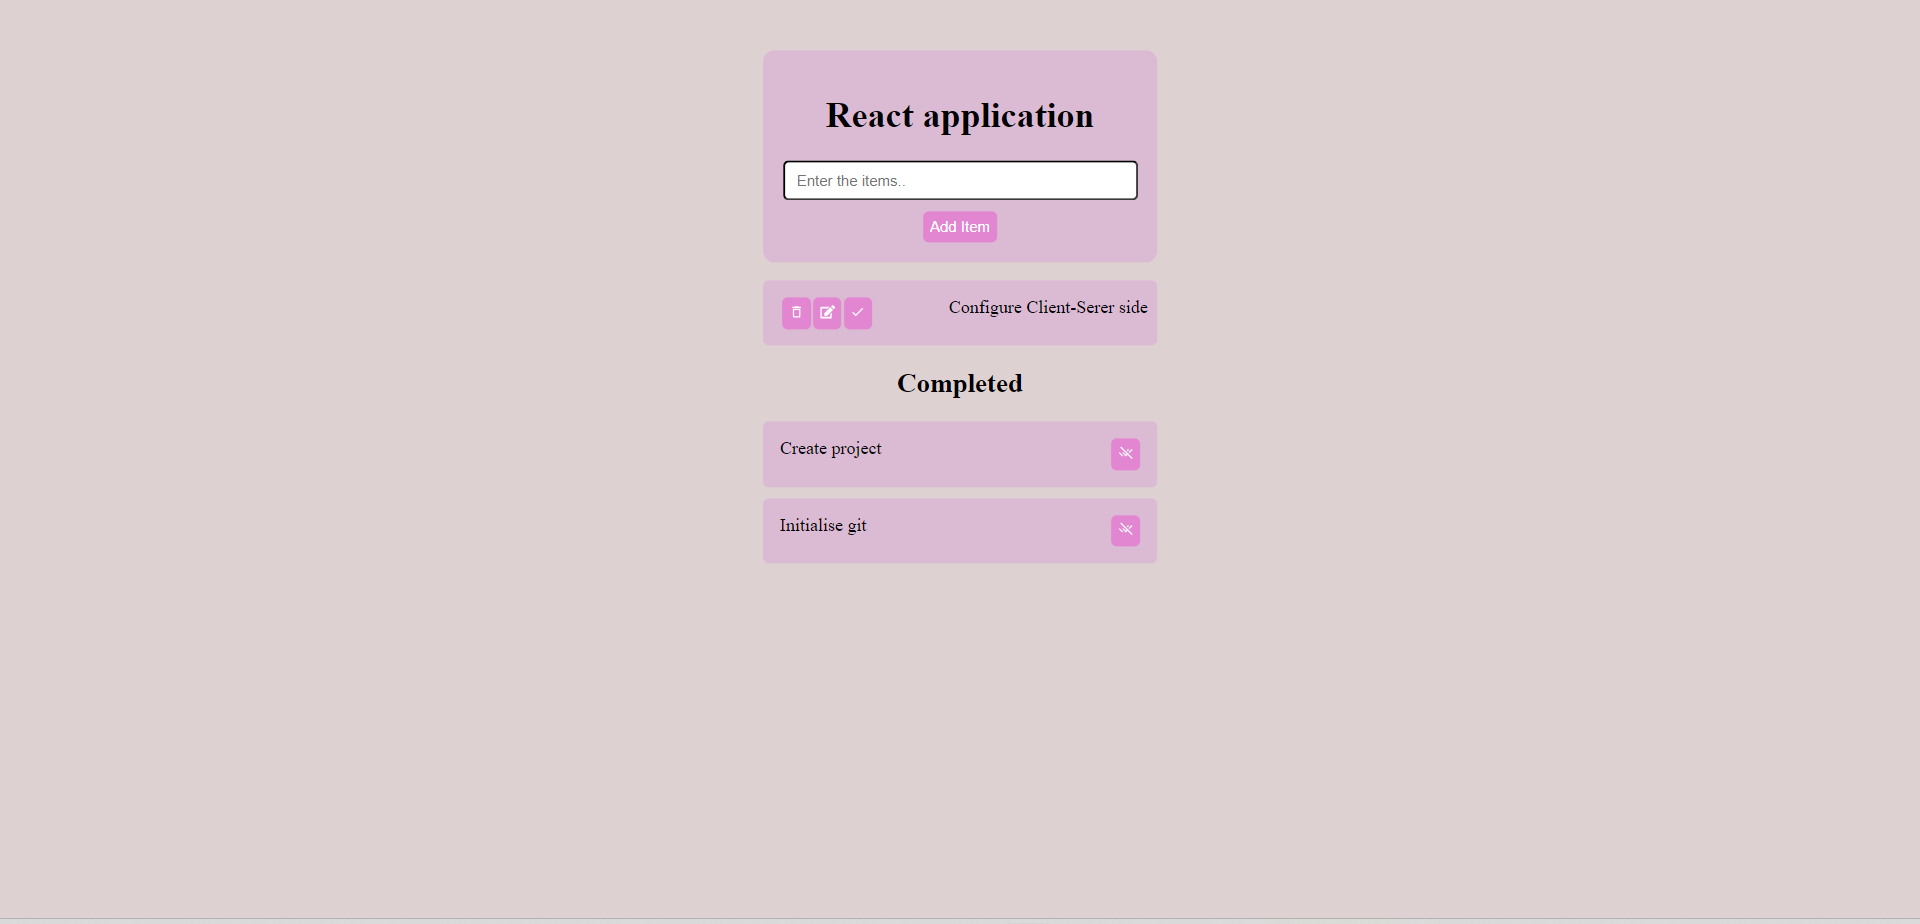 React application
Enter the items..
Add Item
Configure Client-Serer side
Completed
Create project
Initialise git